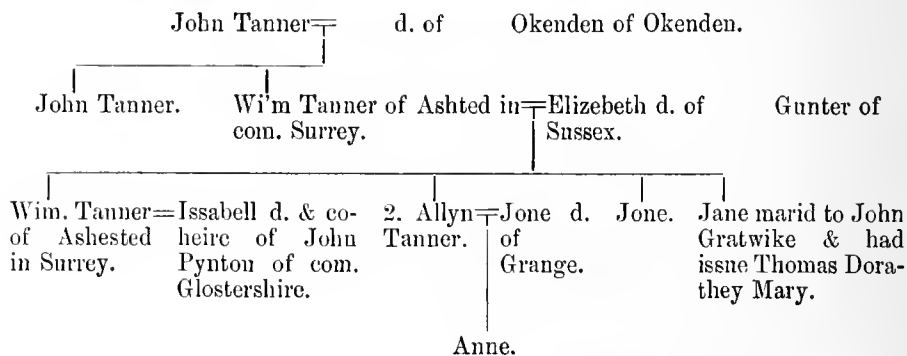 John Tanner= d. of Okenden of Okenden.
John Tanner. Wi'm Tanner of Ashted in=Elizebeth d. of Gunter of
com. Surrey. Sussex.
Wim. Tanner=Issabell d. & co- 2. Allyn=Jone d. Jone. Jane marid to John
of Ashested heire of John Tanner. of Gratwike & had
in Surrey. Pynton of com. Grange. issue Thomas Dora-
Glostershire. they Mary.
Anne.